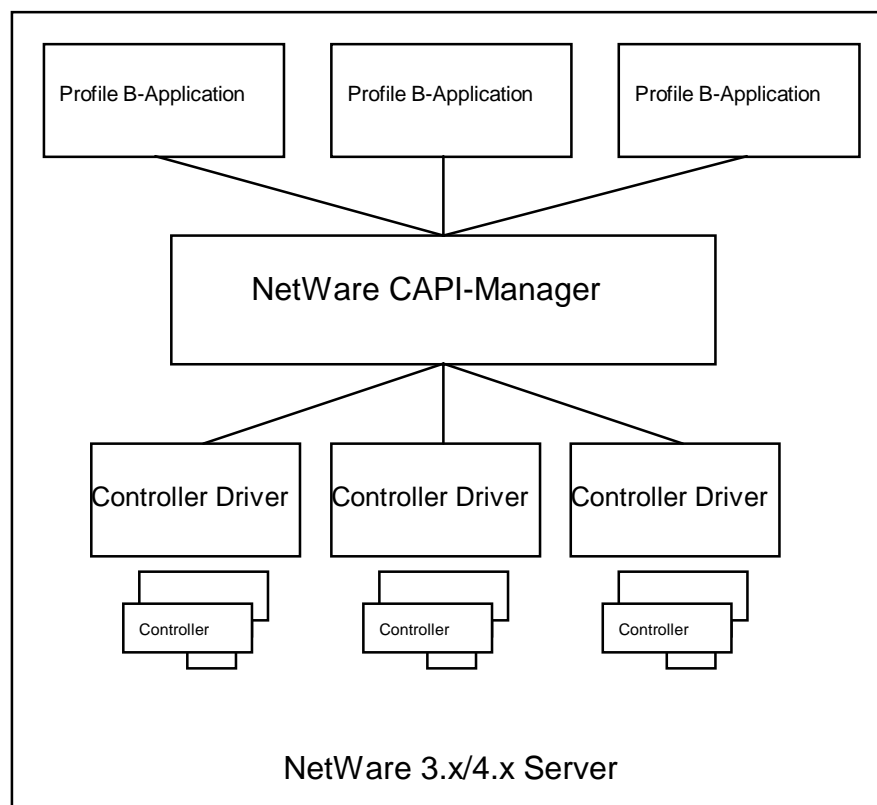 Profile B-Application
Profile B-Application
Profile B-Application
NetWare CAPI-Manager
Controller Driver
Controller Driver
Controller Driver
Controller
Controller
Controller
NetWare 3.x/4.x Server